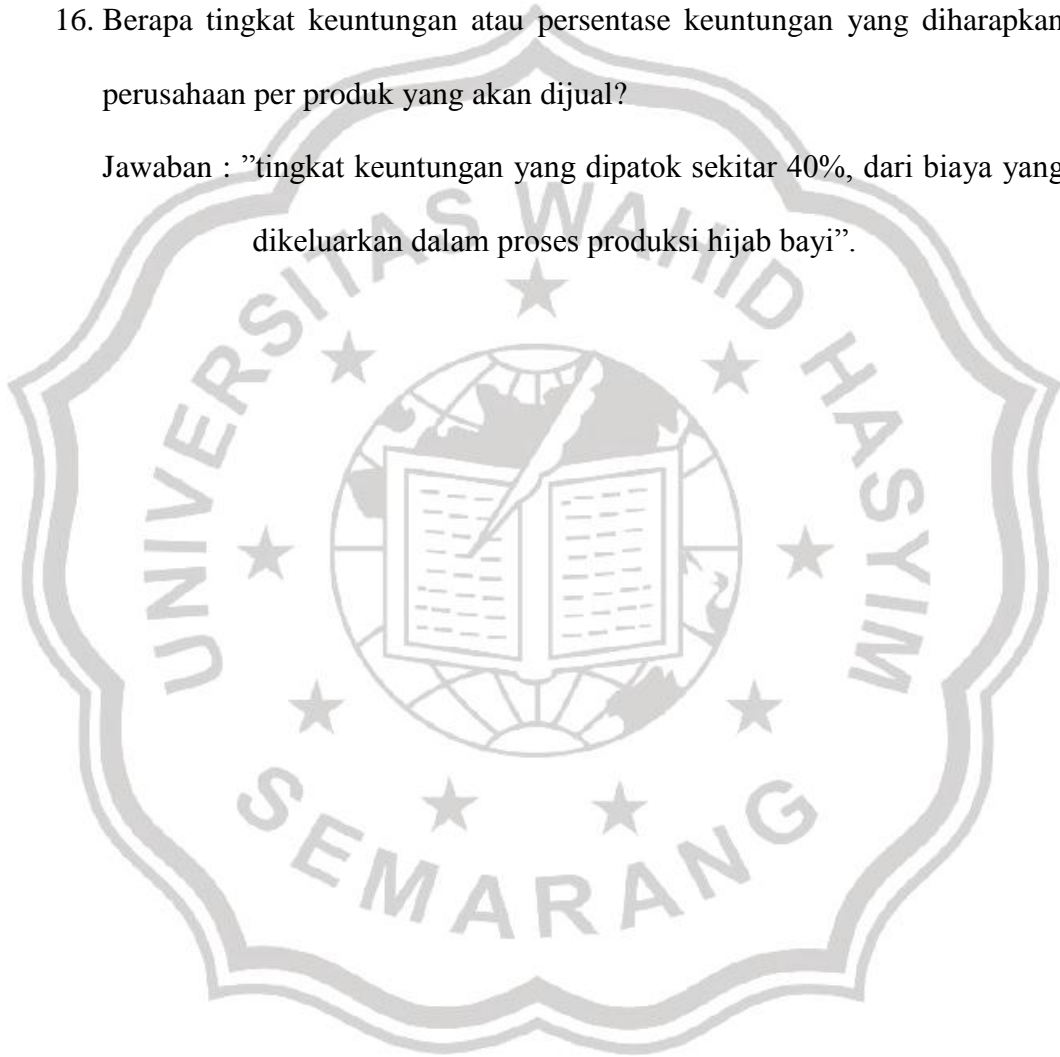 16. Berapa tingkat keuntungan atau persentase keuntungan yang diharapkan
perusahaan per produk yang akan dijual?
Jawaban : ”tingkat keuntungan yang dipatok sekitar 40%, dari biaya yang
dikeluarkan dalam proses produksi hijab bayi”.
UNIVERSITAS WAHID HASYIM
SEMARANG